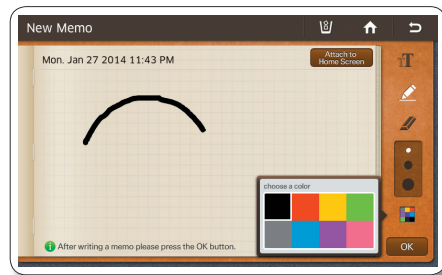 New Memo
Mon. Jan 27 2014 11:43 PM
Attach to
Home Screen
T
choose a color
After writing a memo please press the OK button.
OK